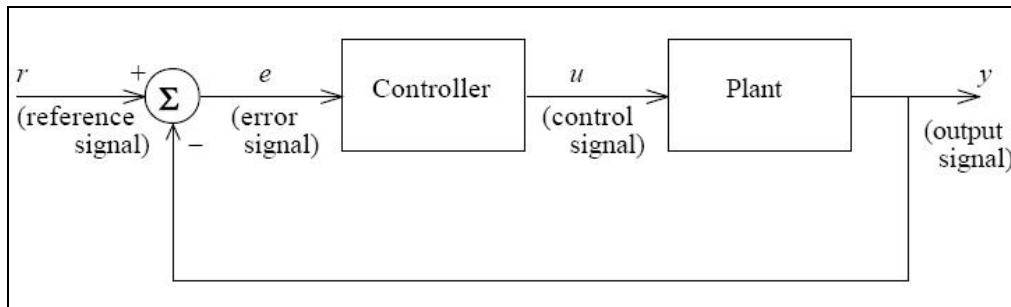 r
+
Σ
−
(reference
signal)
e
(error
signal)
Controller
u
(control
signal)
Plant
y
(output
signal)